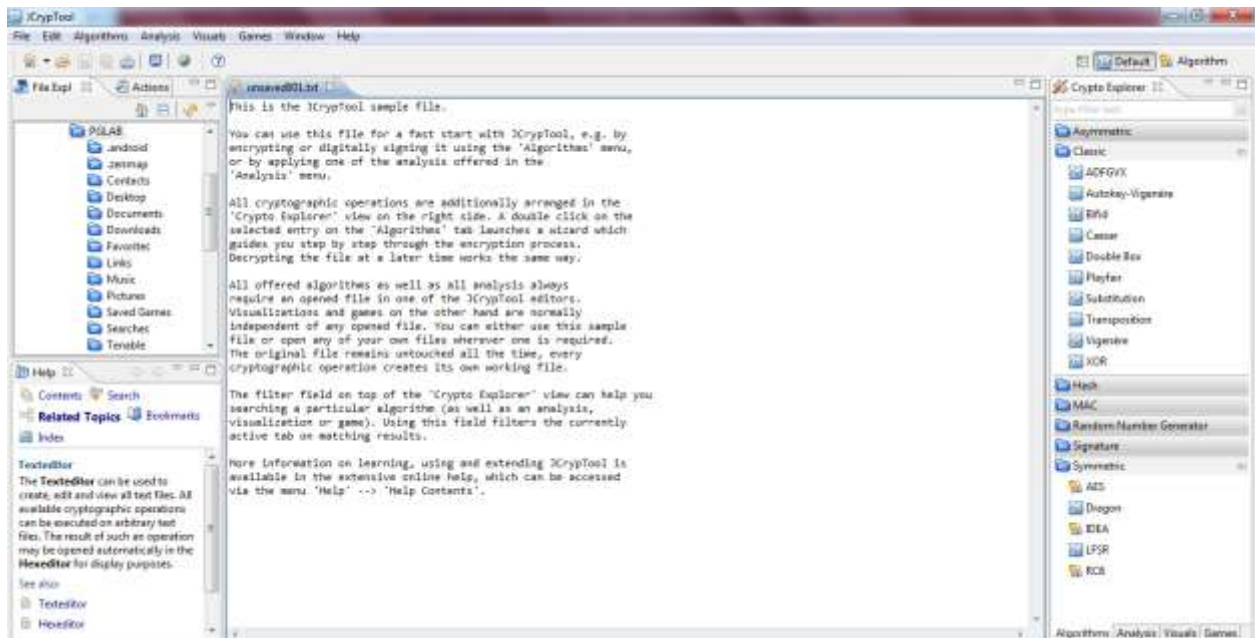 JCrypTool
File Edit Algorithms Analysis Visuals Games Window Help
Default Algorithm
File Expl Actions
unsaved001.txt
Crypto Explorer
type filter text
PGLAB
.android
.zenmap
Contacts
Desktop
Documents
Downloads
Favorites
Links
Music
Pictures
Saved Games
Searches
Tenable
Help
Contents Search
Related Topics Bookmarks
Index
Texteditor
The Texteditor can be used to
create, edit and view all text files. All
available cryptographic operations
can be executed on arbitrary text
files. The result of such an operation
may be opened automatically in the
Hexeditor for display purposes.
See also
Texteditor
Hexeditor
This is the JCrypTool sample file.
You can use this file for a fast start with JCrypTool, e.g. by
encrypting or digitally signing it using the 'Algorithms' menu,
or by applying one of the analysis offered in the
'Analysis' menu.
All cryptographic operations are additionally arranged in the
'Crypto Explorer' view on the right side. A double click on the
selected entry on the 'Algorithms' tab launches a wizard which
guides you step by step through the encryption process.
Decrypting the file at a later time works the same way.
All offered algorithms as well as all analysis always
require an opened file in one of the JCrypTool editors.
Visualizations and games on the other hand are normally
independent of any opened file. You can either use this sample
file or open any of your own files wherever one is required.
The original file remains untouched all the time, every
cryptographic operation creates its own working file.
The filter field on top of the 'Crypto Explorer' view can help you
searching a particular algorithm (as well as an analysis,
visualization or game). Using this field filters the currently
active tab on matching results.
More information on learning, using and extending JCrypTool is
available in the extensive online help, which can be accessed
via the menu 'Help' --> 'Help Contents'.
Asymmetric
Classic
ADFGVX
Autokey-Vigenère
Bifid
Caesar
Double Box
Playfair
Substitution
Transposition
Vigenère
XOR
Hash
MAC
Random Number Generator
Signature
Symmetric
AES
Dragon
IDEA
LFSR
RC6
Algorithms Analysis Visuals Games